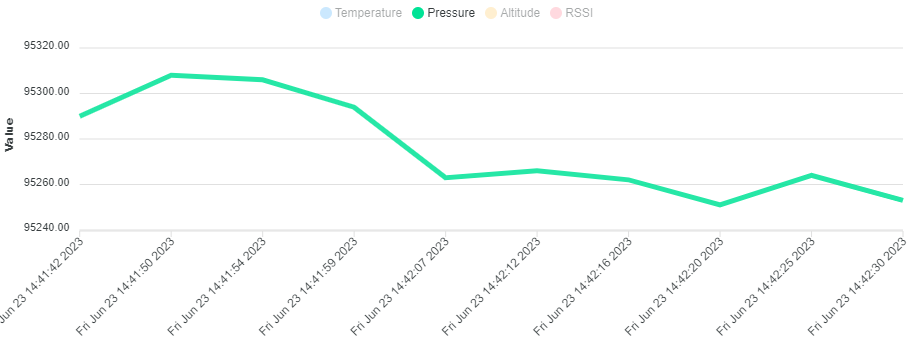 Temperature Pressure Altitude RSSI
95320.00
95300.00
95280.00
95260.00
95240.00
Value
Jun 23 14:41:42 2023
Fri Jun 23 14:41:50 2023
Fri Jun 23 14:41:54 2023
Fri Jun 23 14:41:59 2023
Fri Jun 23 14:42:07 2023
Fri Jun 23 14:42:12 2023
Fri Jun 23 14:42:16 2023
Fri Jun 23 14:42:20 2023
Fri Jun 23 14:42:25 2023
Fri Jun 23 14:42:30 2023